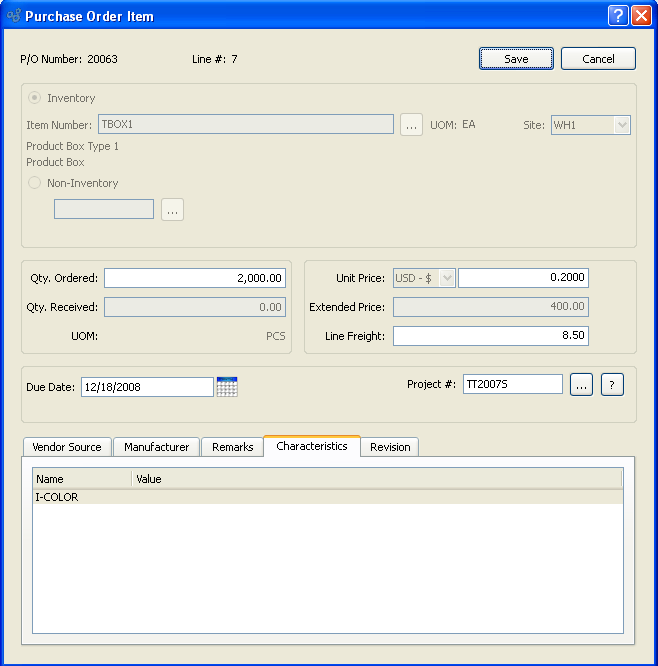 Purchase Order Item
?
P/O Number: 20063 Line #: 7 Save Cancel
Inventory
Item Number: TBOX1 ... UOM: EA Site: WH1
Product Box Type 1
Product Box
Non-Inventory
...
Qty. Ordered: 2,000.00 Unit Price: USD - $ 0.2000
Qty. Received: 0.00 Extended Price: 400.00
UOM: PCS Line Freight: 8.50
Due Date: 12/18/2008 Project #: TT2007S ... ?
Vendor Source Manufacturer Remarks Characteristics Revision
Name Value
I-COLOR